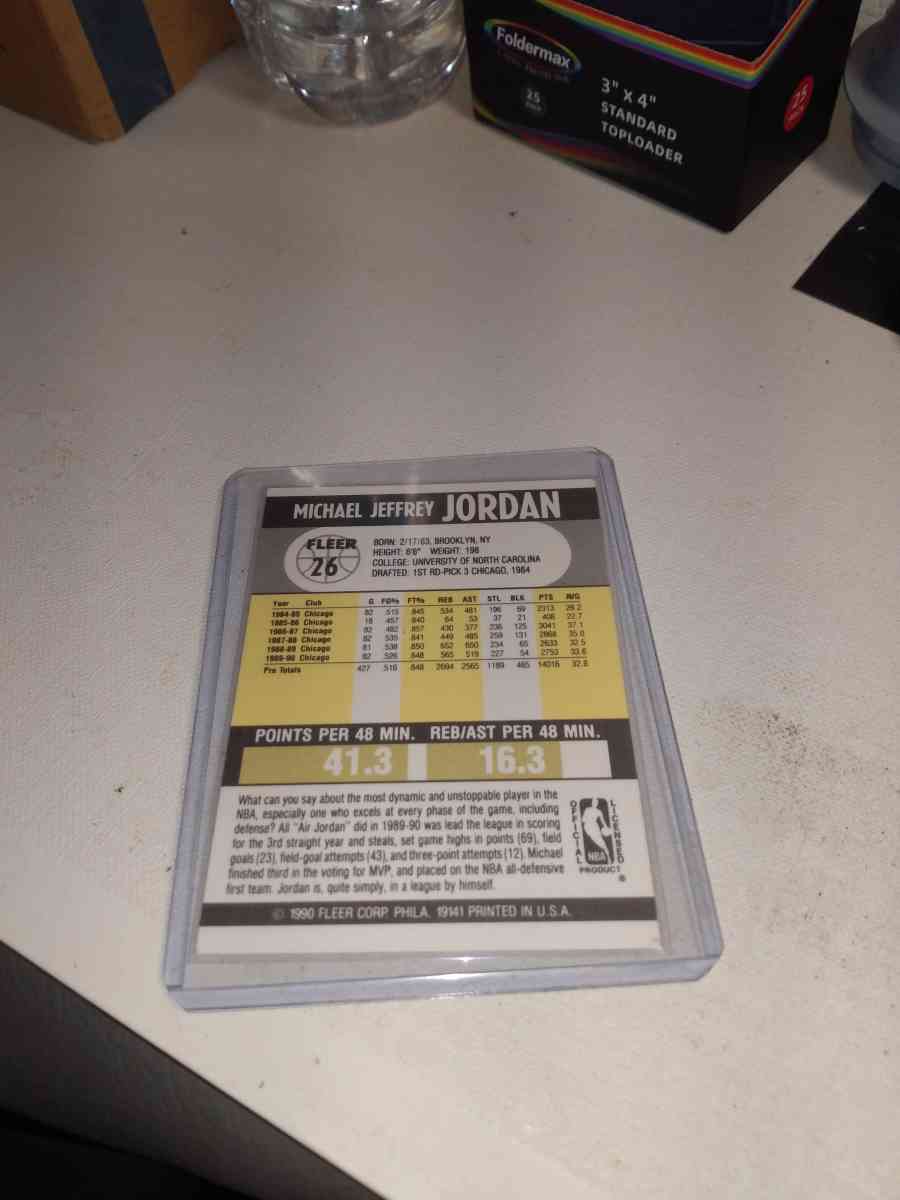 Foldermax
25
3" X 4"
STANDARD
TOPLOADER
25
MICHAEL JEFFREY JORDAN
FLEER
26
BORN: 2/17/63, BROOKLYN, NY
HEIGHT: 6'6" WEIGHT: 198
COLLEGE: UNIVERSITY OF NORTH CAROLINA
DRAFTED: 1ST RD-PICK 3 CHICAGO, 1984
Year Club G FG% FT% REB AST STL BLK PTS AVG
1984-85 Chicago 82 .515 .845 534 481 196 69 2313 28.2
1985-86 Chicago 18 .457 .840 64 53 37 21 408 22.7
1986-87 Chicago 82 .482 .857 430 377 236 125 3041 37.1
1987-88 Chicago 82 .535 .841 449 485 259 131 2868 35.0
1988-89 Chicago 81 .538 .850 652 650 234 65 2633 32.5
1989-90 Chicago 82 .526 .848 565 519 227 54 2753 33.6
Pro Totals 427 .516 .848 2694 2565 1189 465 14016 32.8
POINTS PER 48 MIN. REB/AST PER 48 MIN.
41.3 16.3
What can you say about the most dynamic and unstoppable player in the
NBA, especially one who excels at every phase of the game, including
defense? All "Air Jordan" did in 1989-90 was lead the league in scoring
for the 3rd straight year and steals, set game highs in points (69), field
goals (23), field-goal attempts (43), and three-point attempts (12). Michael
finished third in the voting for MVP, and placed on the NBA all-defensive
first team. Jordan is, quite simply, in a league by himself.
OFFICIAL LICENSED
NBA
PRODUCT
®
© 1990 FLEER CORP. PHILA. 19141 PRINTED IN U.S.A.